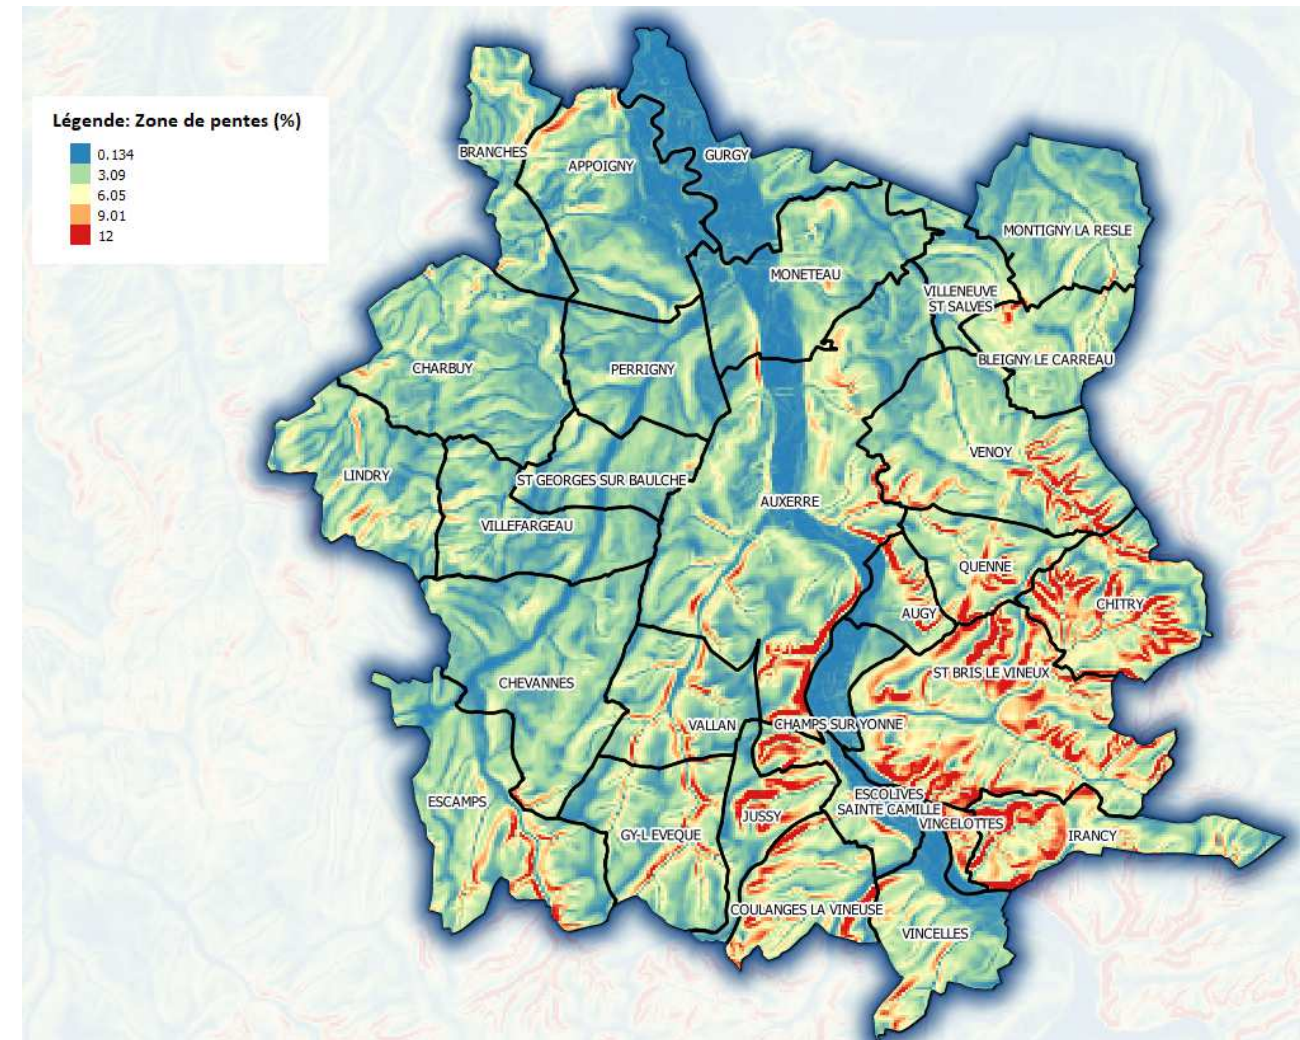 Légende: Zone de pentes (%)
0.134
3.09
6.05
9.01
12
BRANCHES
APPOIGNY
GURGY
MONTIGNY LA RESLE
MONETEAU
VILLENEUVE
ST SALVES
BLEIGNY LE CARREAU
CHARBUY
PERRIGNY
VENOY
LINDRY
ST GEORGES SUR BAULCHE
AUXERRE
VILLEFARGEAU
QUENNE
CHITRY
AUGY
ST BRIS LE VINEUX
CHEVANNES
VALLAN
CHAMPS SUR YONNE
ESCAMPS
ESCOLIVES
SAINTE CAMILLE
JUSSY
VINCELOTTES
GY-L EVEQUE
IRANCY
COULANGES LA VINEUSE
VINCELLES